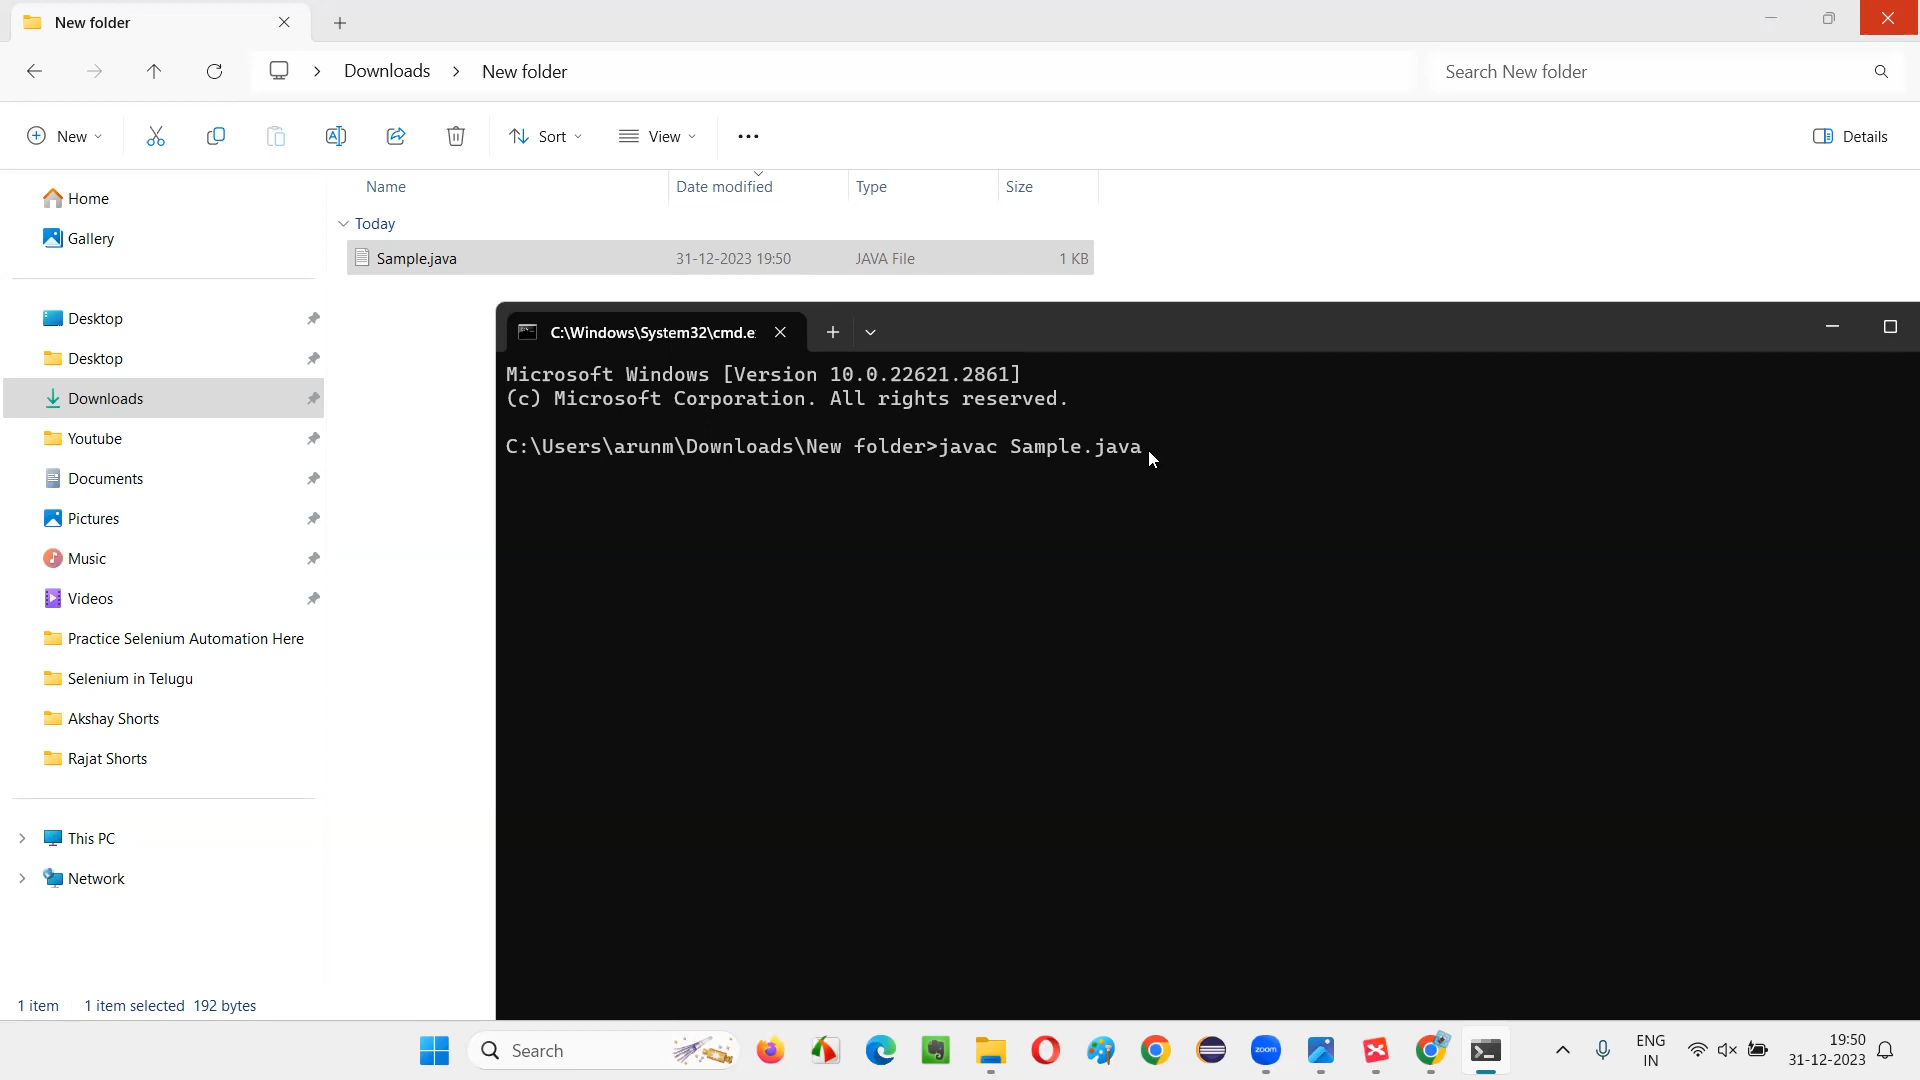 New folder
Downloads > New folder
Search New folder
New
Sort
View
Details
Name
Date modified
Type
Size
Today
Sample.java
31-12-2023 19:50
JAVA File
1 KB
Home
Gallery
Desktop
Desktop
Downloads
Youtube
Documents
Pictures
Music
Videos
Practice Selenium Automation Here
Selenium in Telugu
Akshay Shorts
Rajat Shorts
This PC
Network
1 item 1 item selected 192 bytes
C:\Windows\System32\cmd.e
Microsoft Windows [Version 10.0.22621.2861]
(c) Microsoft Corporation. All rights reserved.
C:\Users\arunm\Downloads\New folder>javac Sample.java
Search
zoom
ENG
IN
19:50
31-12-2023